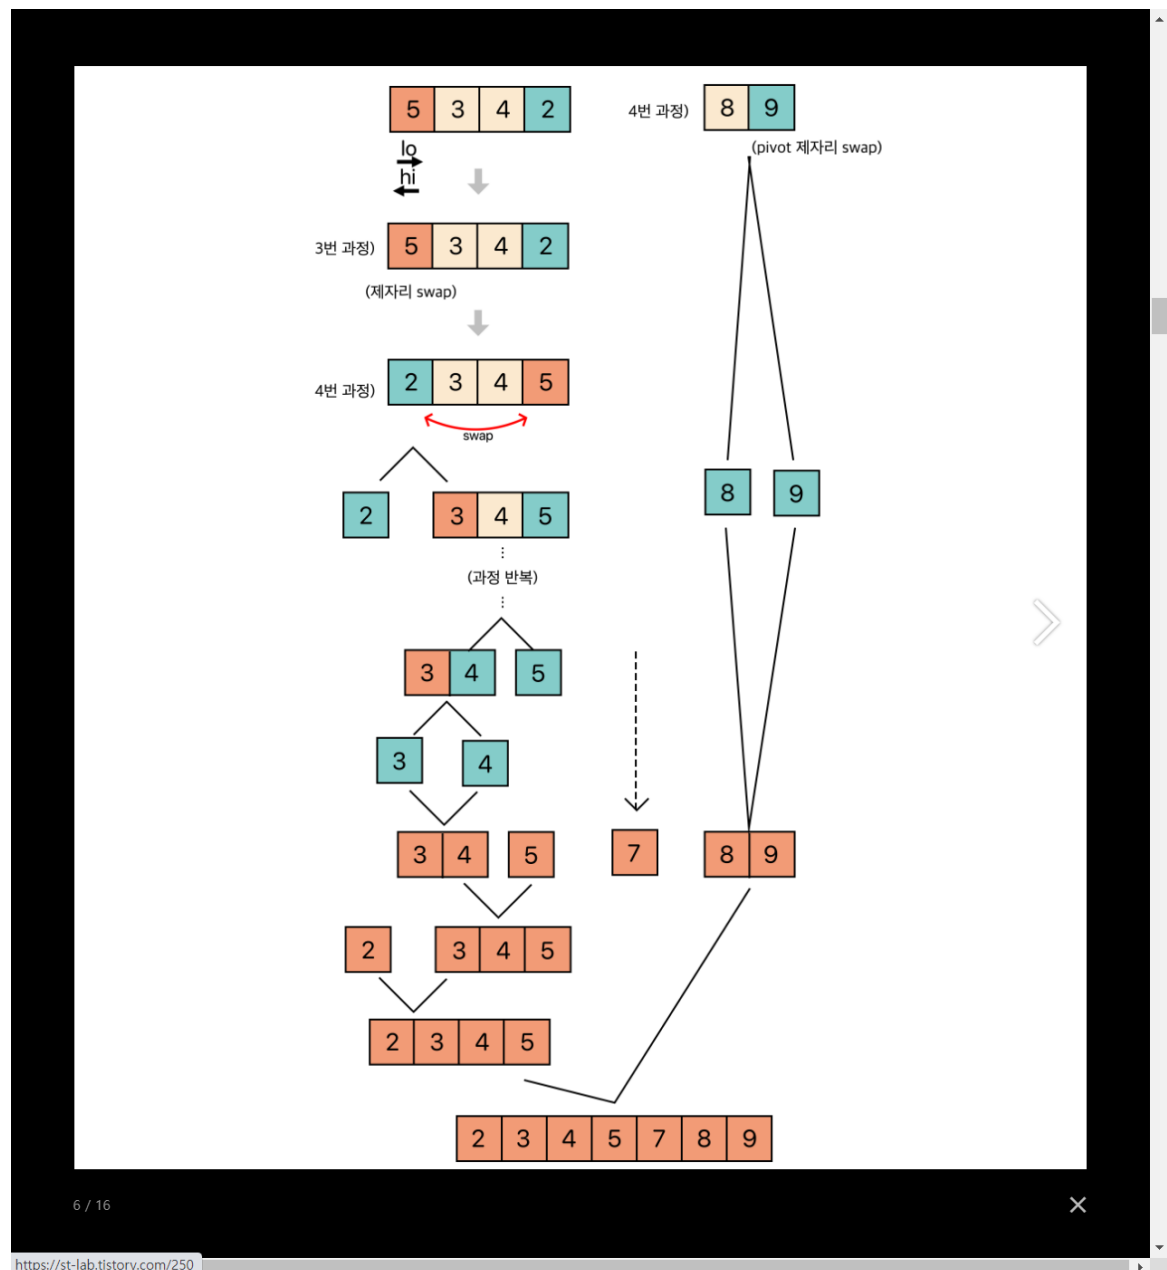 5 3 4 2
4번 과정) 8 9
(pivot 제자리 swap)
lo
hi
3번 과정) 5 3 4 2
(제자리 swap)
4번 과정) 2 3 4 5
swap
8 9
2 3 4 5
(과정 반복)
3 4 5
3 4
3 4 5 7 8 9
2 3 4 5
2 3 4 5
2 3 4 5 7 8 9
6 / 16
https://st-lab.tistory.com/250